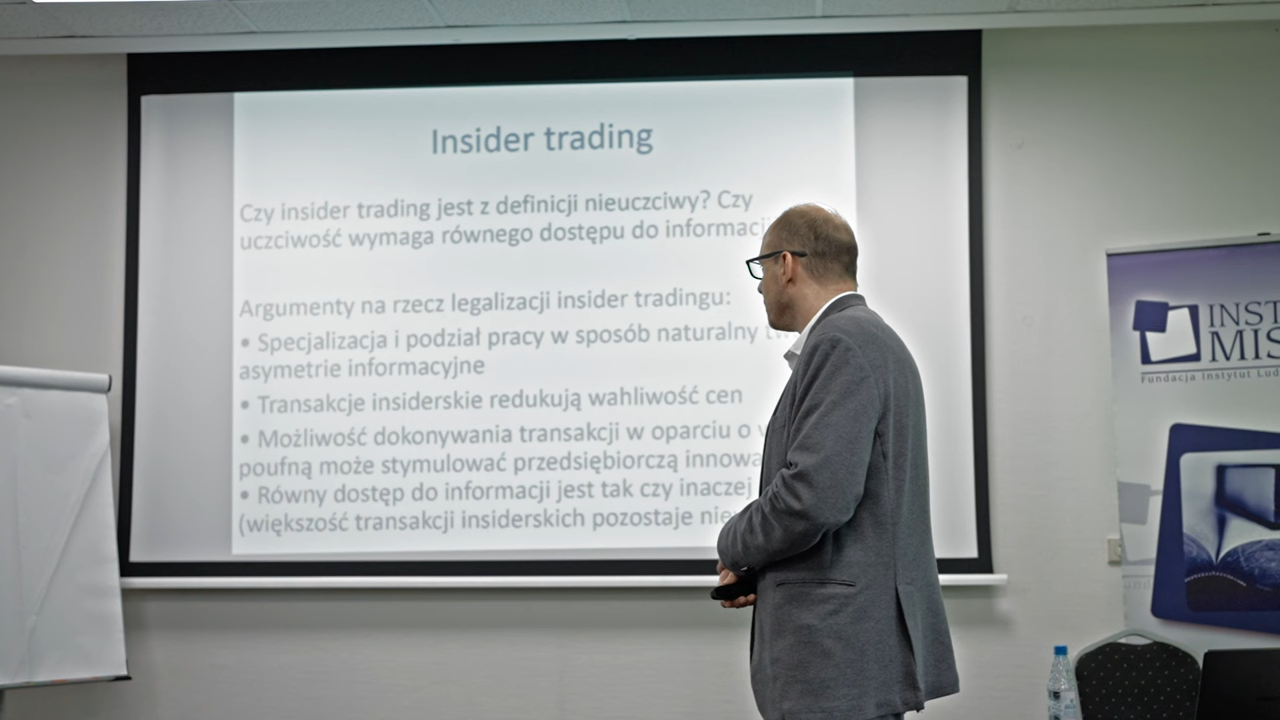 Insider trading
Czy insider trading jest z definicji nieuczciwy? Czy
uczciwość wymaga równego dostępu do informacji
Argumenty na rzecz legalizacji insider tradingu:
• Specjalizacja i podział pracy w sposób naturalny
asymetrie informacyjne
• Transakcje insiderskie redukują wahliwość cen
• Możliwość dokonywania transakcji w oparciu o
poufną może stymulować przedsiębiorczą
• Równy dostęp do informacji jest tak czy inaczej
(większość transakcji insiderskich pozostaje
INST
MIS
Fundacja Instytut Lud